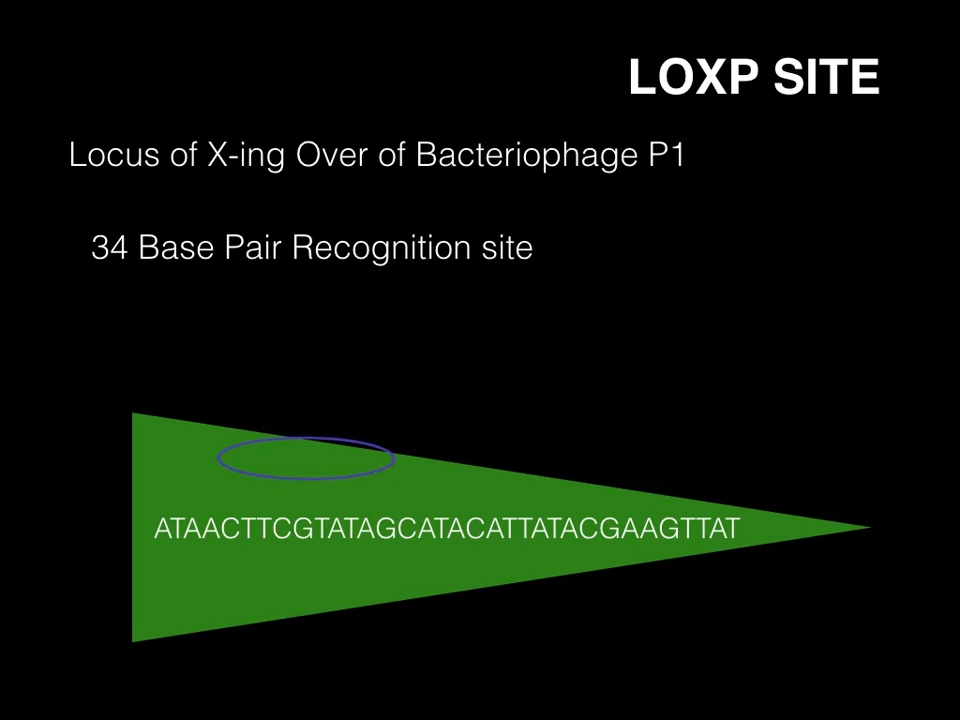 LOXP SITE
Locus of X-ing Over of Bacteriophage P1
34 Base Pair Recognition site
ATAACTTCGTATAGCATACATTATACGAAGTTAT